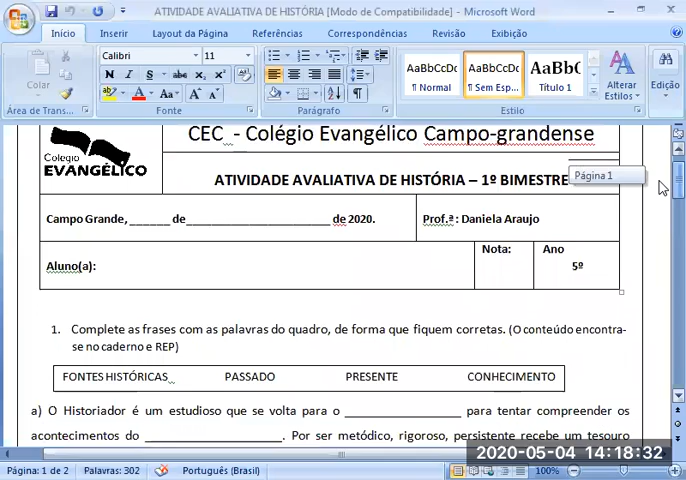 ATIVIDADE AVALIATIVA DE HISTÓRIA [Modo de Compatibilidade] - Microsoft Word
Início Inserir Layout da Página Referências Correspondências Revisão Exibição
Colar
Calibri 11
AaBbCcDc AaBbCcDc AaBbC
N I S abc x₂ x² Aa
¶ Normal ¶ Sem Esp... Título 1
Alterar Estilos
Edição
Área de Trans... Fonte Parágrafo Estilo
Colégio
EVANGÉLICO
CEC - Colégio Evangélico Campo-grandense
ATIVIDADE AVALIATIVA DE HISTÓRIA – 1º BIMESTRE
Página 1
Campo Grande, ______ de_______________________ de 2020. Prof.ª: Daniela Araujo
Aluno(a): Nota: Ano
5º
1. Complete as frases com as palavras do quadro, de forma que fiquem corretas. (O conteúdo encontra-
se no caderno e REP)
FONTES HISTÓRICAS PASSADO PRESENTE CONHECIMENTO
a) O Historiador é um estudioso que se volta para o _________________ para tentar compreender os
acontecimentos do ____________________. Por ser metódico, rigoroso, persistente recebe um tesouro
2020-05-04 14:18:32
Página: 1 de 2 Palavras: 302 Português (Brasil) 100%